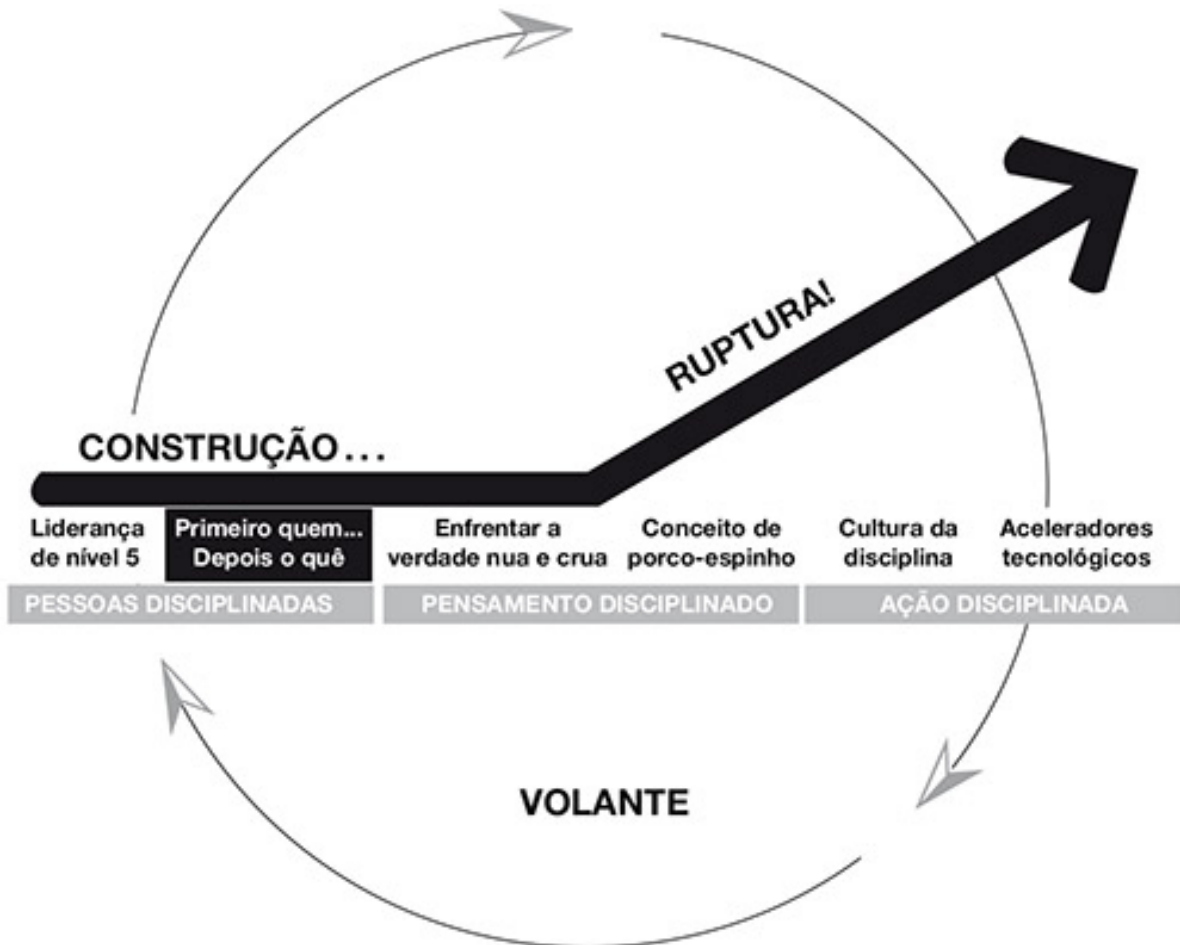 RUPTURA!
CONSTRUÇÃO...
Liderança
de nível 5
Primeiro quem...
Depois o quê
Enfrentar a
verdade nua e crua
Conceito de
porco-espinho
Cultura da
disciplina
Aceleradores
tecnológicos
PESSOAS DISCIPLINADAS
PENSAMENTO DISCIPLINADO
AÇÃO DISCIPLINADA
VOLANTE